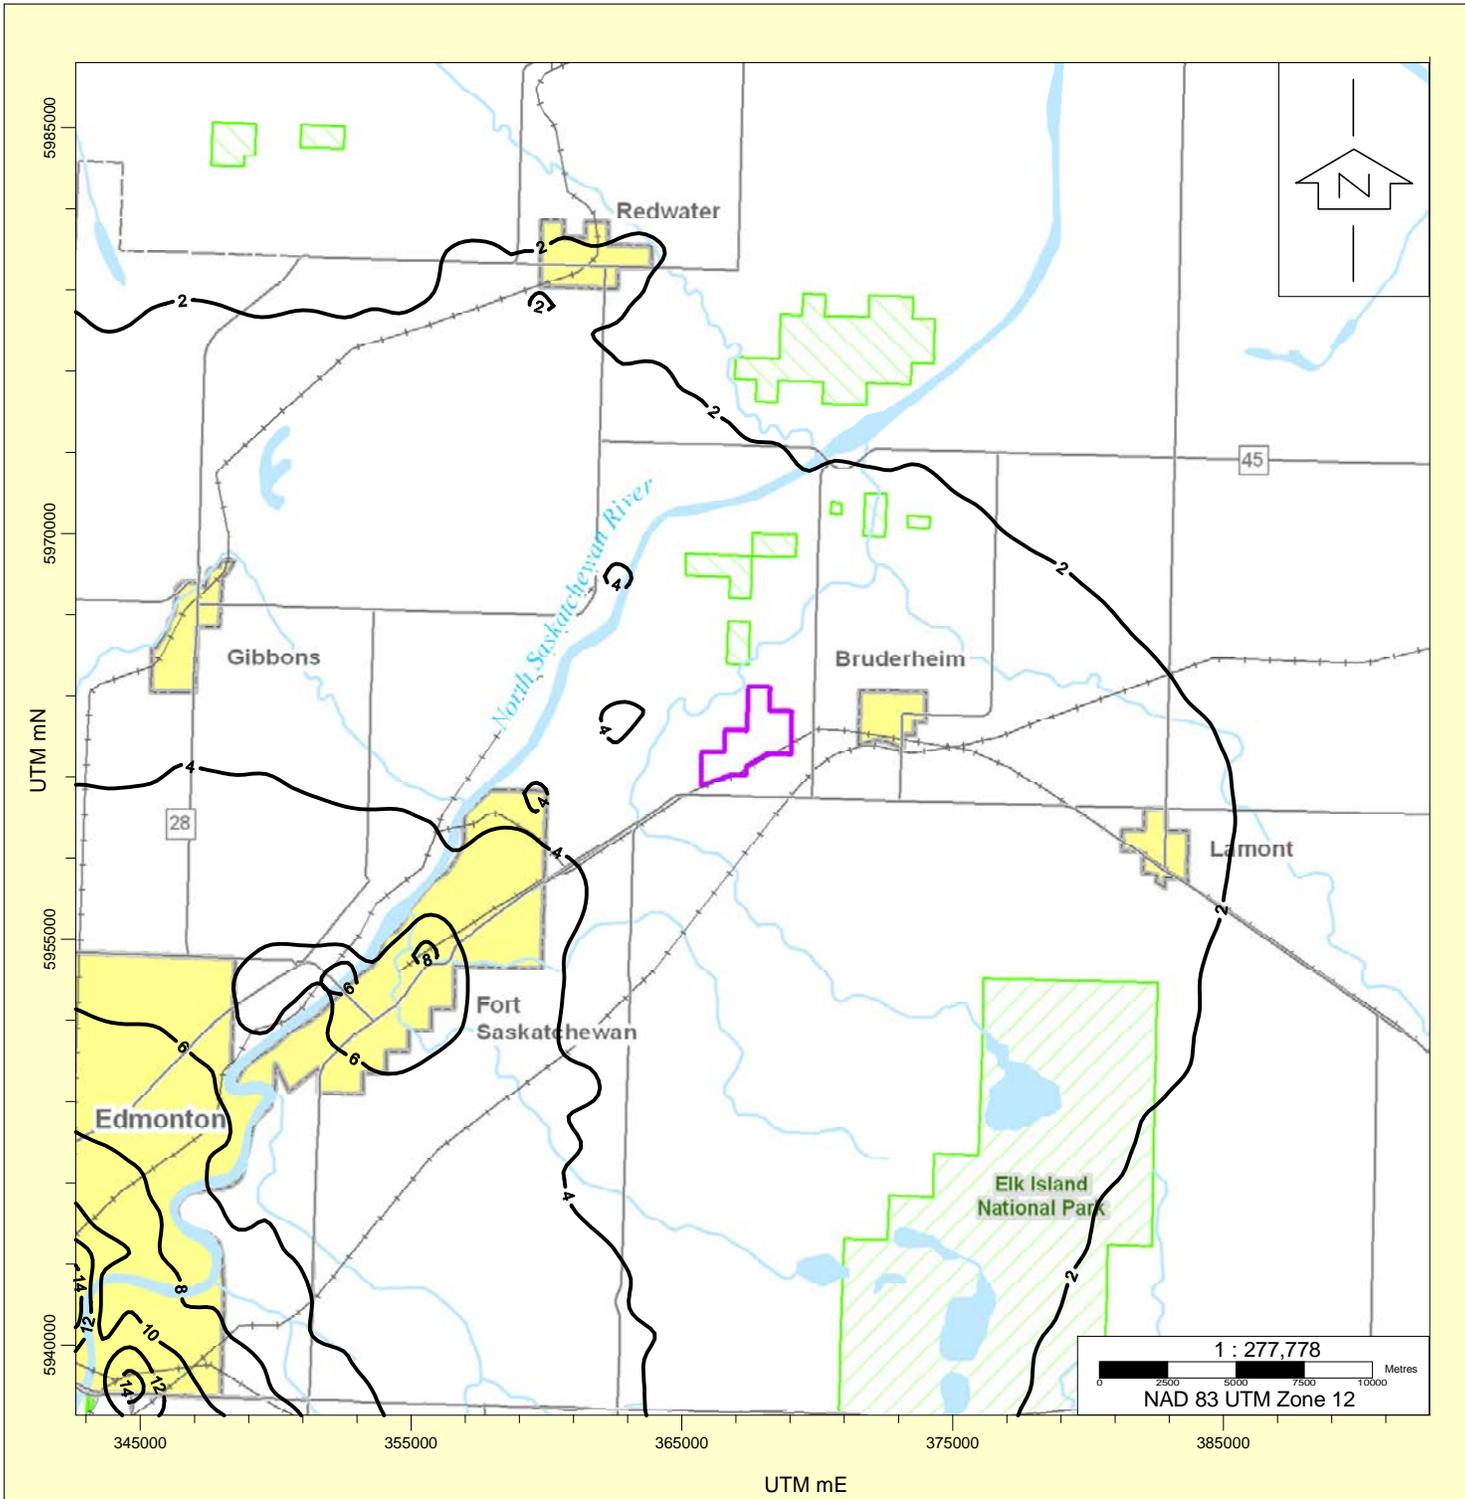 5985000
N
Redwater
2
2
2
2
45
5970000
North Saskatchewan River
4
2
Gibbons
Bruderheim
4
UTM mN
4
4
28
4
Lamont
2
5955000
8
6
Fort
Saskatchewan
6
6
Edmonton
4
Elk Island
National Park
14
8
2
12
10
5940000
14
12
1 : 277,778
Metres
0 2500 5000 7500 10000
NAD 83 UTM Zone 12
345000 355000 365000 375000 385000
UTM mE